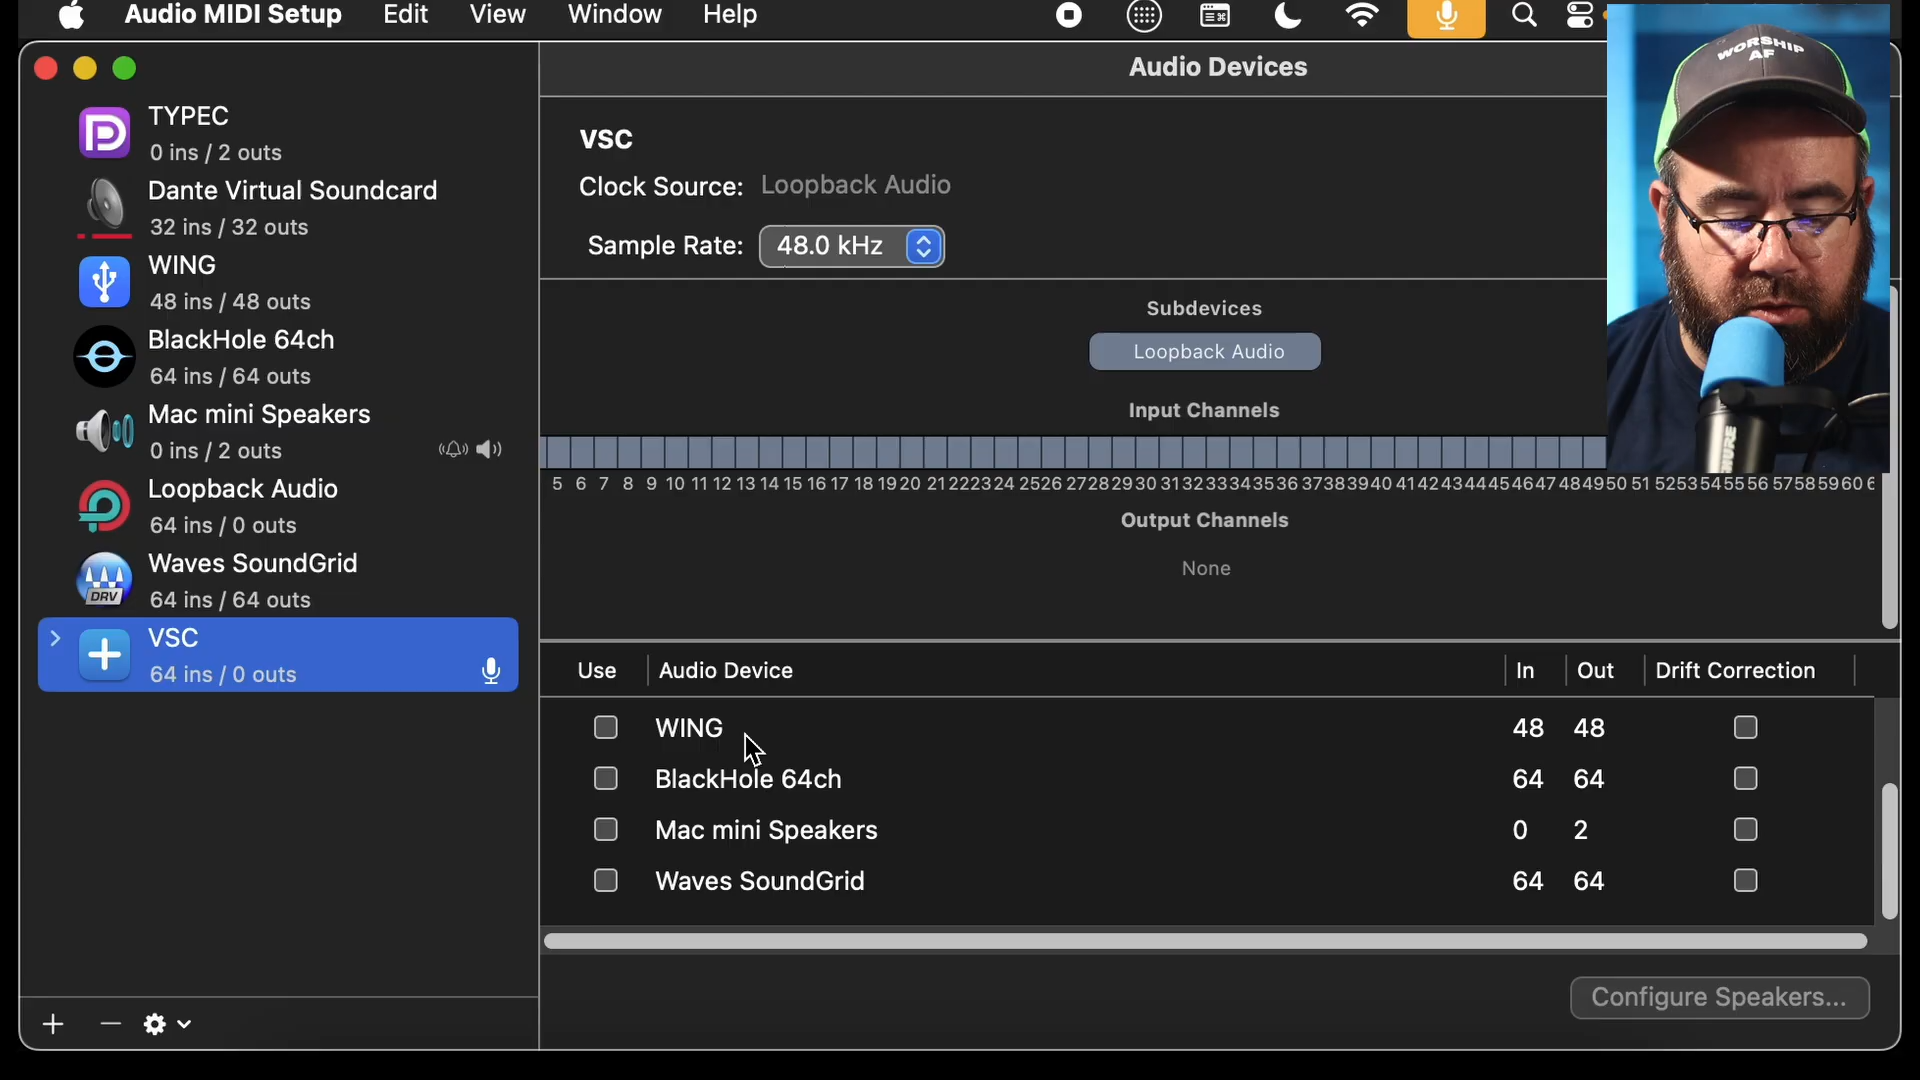 Audio MIDI Setup Edit View Window Help
Audio Devices
WORSHIP
AF
TYPEC
0 ins / 2 outs
Dante Virtual Soundcard
32 ins / 32 outs
WING
48 ins / 48 outs
BlackHole 64ch
64 ins / 64 outs
Mac mini Speakers
0 ins / 2 outs
Loopback Audio
64 ins / 0 outs
Waves SoundGrid
64 ins / 64 outs
DRV
VSC
64 ins / 0 outs
VSC
Clock Source: Loopback Audio
Sample Rate: 48.0 kHz
Subdevices
Loopback Audio
Input Channels
5 6 7 8 9 10 11 12 13 14 15 16 17 18 19 20 21 22 23 24 25 26 27 28 29 30 31 32 33 34 35 36 37 38 39 40 41 42 43 44 45 46 47 48 49 50 51 52 53 54 55 56 57 58 59 60
Output Channels
None
SHURE
Use Audio Device In Out Drift Correction
WING 48 48
BlackHole 64ch 64 64
Mac mini Speakers 0 2
Waves SoundGrid 64 64
Configure Speakers...